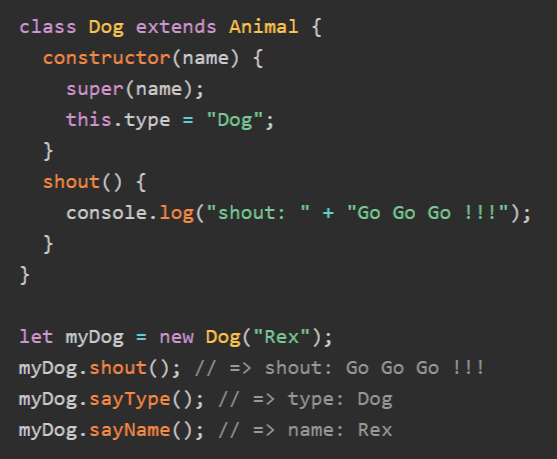 class Dog extends Animal {
  constructor(name) {
    super(name);
    this.type = "Dog";
  }
  shout() {
    console.log("shout: " + "Go Go Go !!!");
  }
}

let myDog = new Dog("Rex");
myDog.shout(); // => shout: Go Go Go !!!
myDog.sayType(); // => type: Dog
myDog.sayName(); // => name: Rex